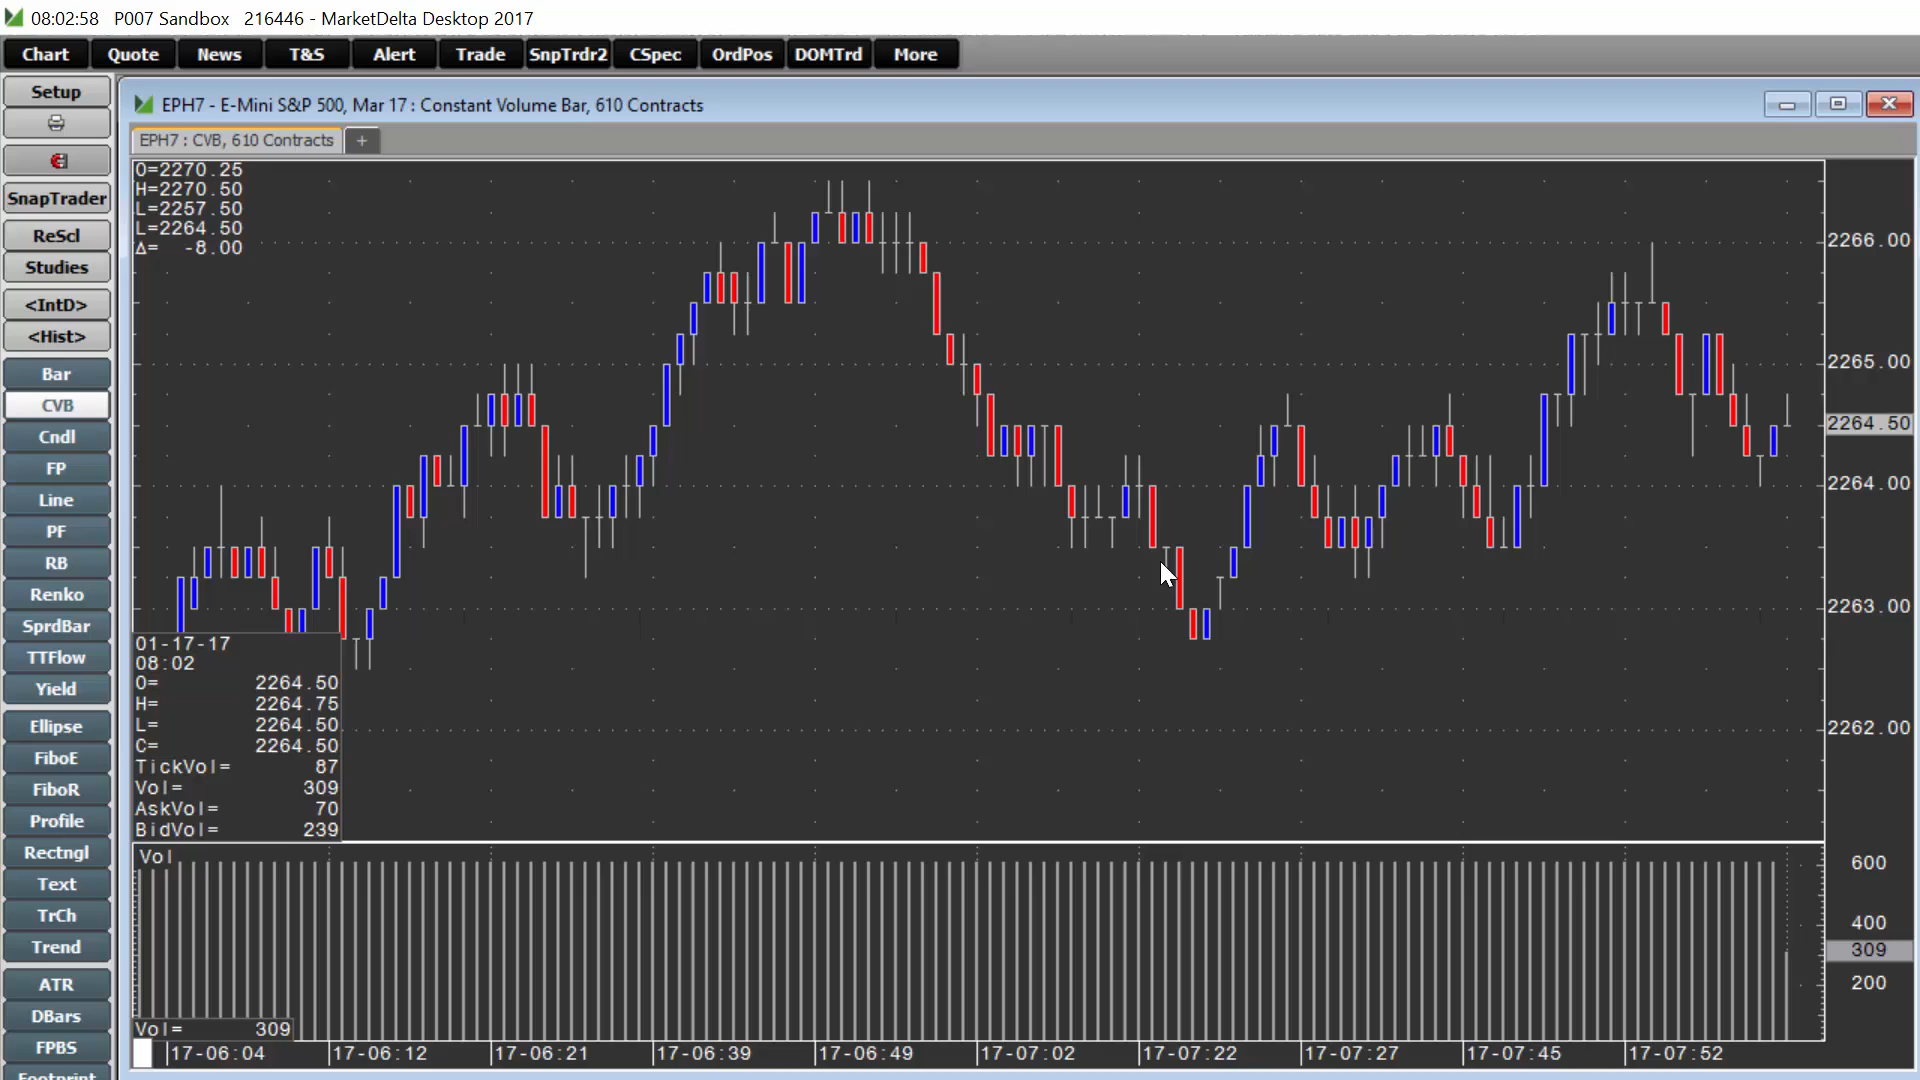 08:02:58 P007 Sandbox 216446 - MarketDelta Desktop 2017
Chart Quote News T&S Alert Trade SnpTrdr2 CSpec OrdPos DOMTrd More
Setup
SnapTrader
ReScl
Studies
<IntD>
<Hist>
Bar
CVB
Cndl
FP
Line
PF
RB
Renko
SprdBar
TTFlow
Yield
Ellipse
FiboE
FiboR
Profile
Rectngl
Text
TrCh
Trend
ATR
DBars
FPBS
Footprint
EPH7 - E-Mini S&P 500, Mar 17 : Constant Volume Bar, 610 Contracts
EPH7 : CVB, 610 Contracts +
O=2270.25
H=2270.50
L=2257.50
L=2264.50
Δ= -8.00
2266.00
2265.00
2264.50
2264.00
2263.00
2262.00
01-17-17
08:02
O= 2264.50
H= 2264.75
L= 2264.50
C= 2264.50
TickVol= 87
Vol= 309
AskVol= 70
BidVol= 239
Vol
600
400
309
200
Vol= 309
17-06:04 17-06:12 17-06:21 17-06:39 17-06:49 17-07:02 17-07:22 17-07:27 17-07:45 17-07:52